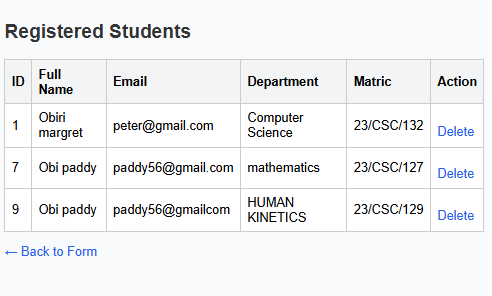 Registered Students
ID Full Name Email Department Matric Action
1 Obiri margret peter@gmail.com Computer Science 23/CSC/132 Delete
7 Obi paddy paddy56@gmail.com mathematics 23/CSC/127 Delete
9 Obi paddy paddy56@gmailcom HUMAN KINETICS 23/CSC/129 Delete
← Back to Form